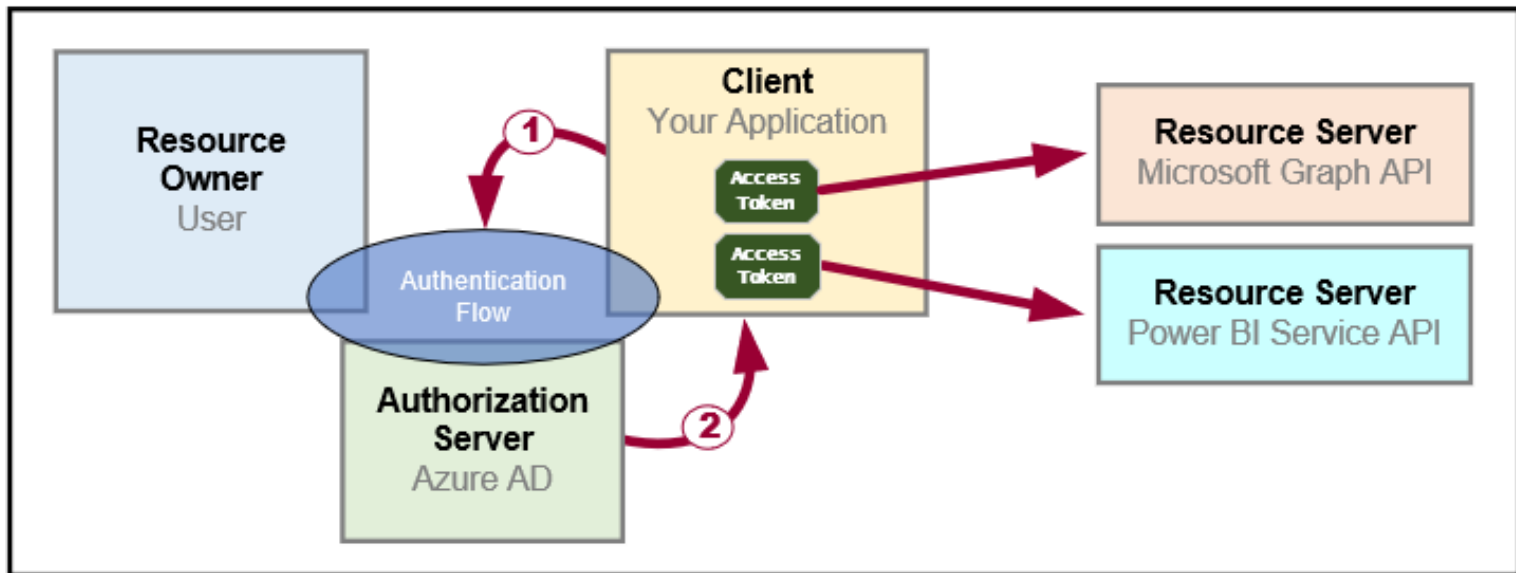 Resource
Owner
User
1
Client
Your Application
Access
Token
Access
Token
Resource Server
Microsoft Graph API
Resource Server
Power BI Service API
Authentication
Flow
Authorization
Server
Azure AD
2